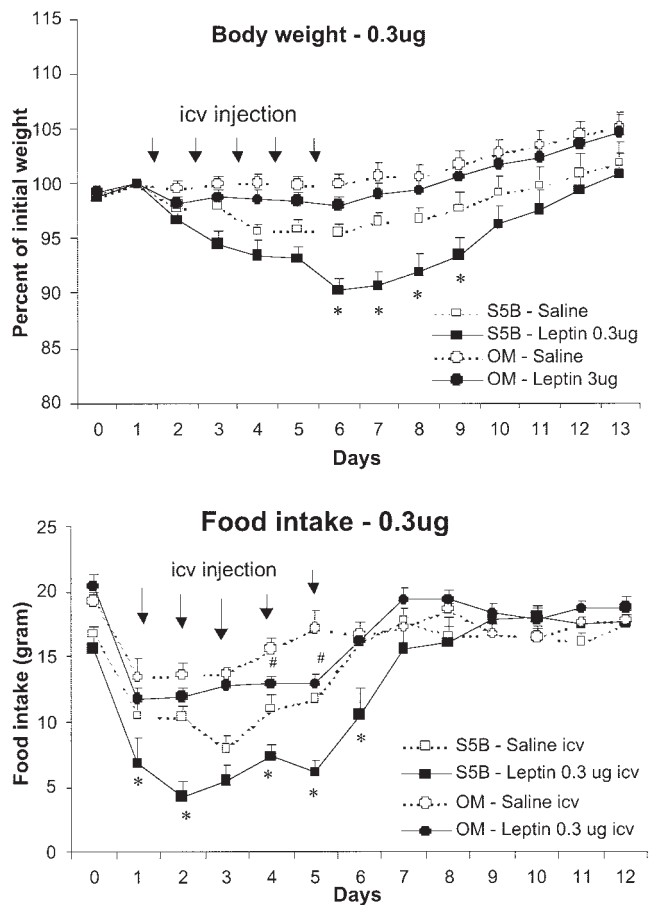 Body weight - 0.3ug
115
110
105
100
95
90
85
80
Percent of initial weight
icv injection
* * * *
S5B - Saline
S5B - Leptin 0.3ug
OM - Saline
OM - Leptin 3ug
0 1 2 3 4 5 6 7 8 9 10 11 12 13
Days
Food intake - 0.3ug
25
20
15
10
5
0
Food intake (gram)
icv injection
# #
* * * * *
S5B - Saline icv
S5B - Leptin 0.3 ug icv
OM - Saline icv
OM - Leptin 0.3 ug icv
0 1 2 3 4 5 6 7 8 9 10 11 12
Days